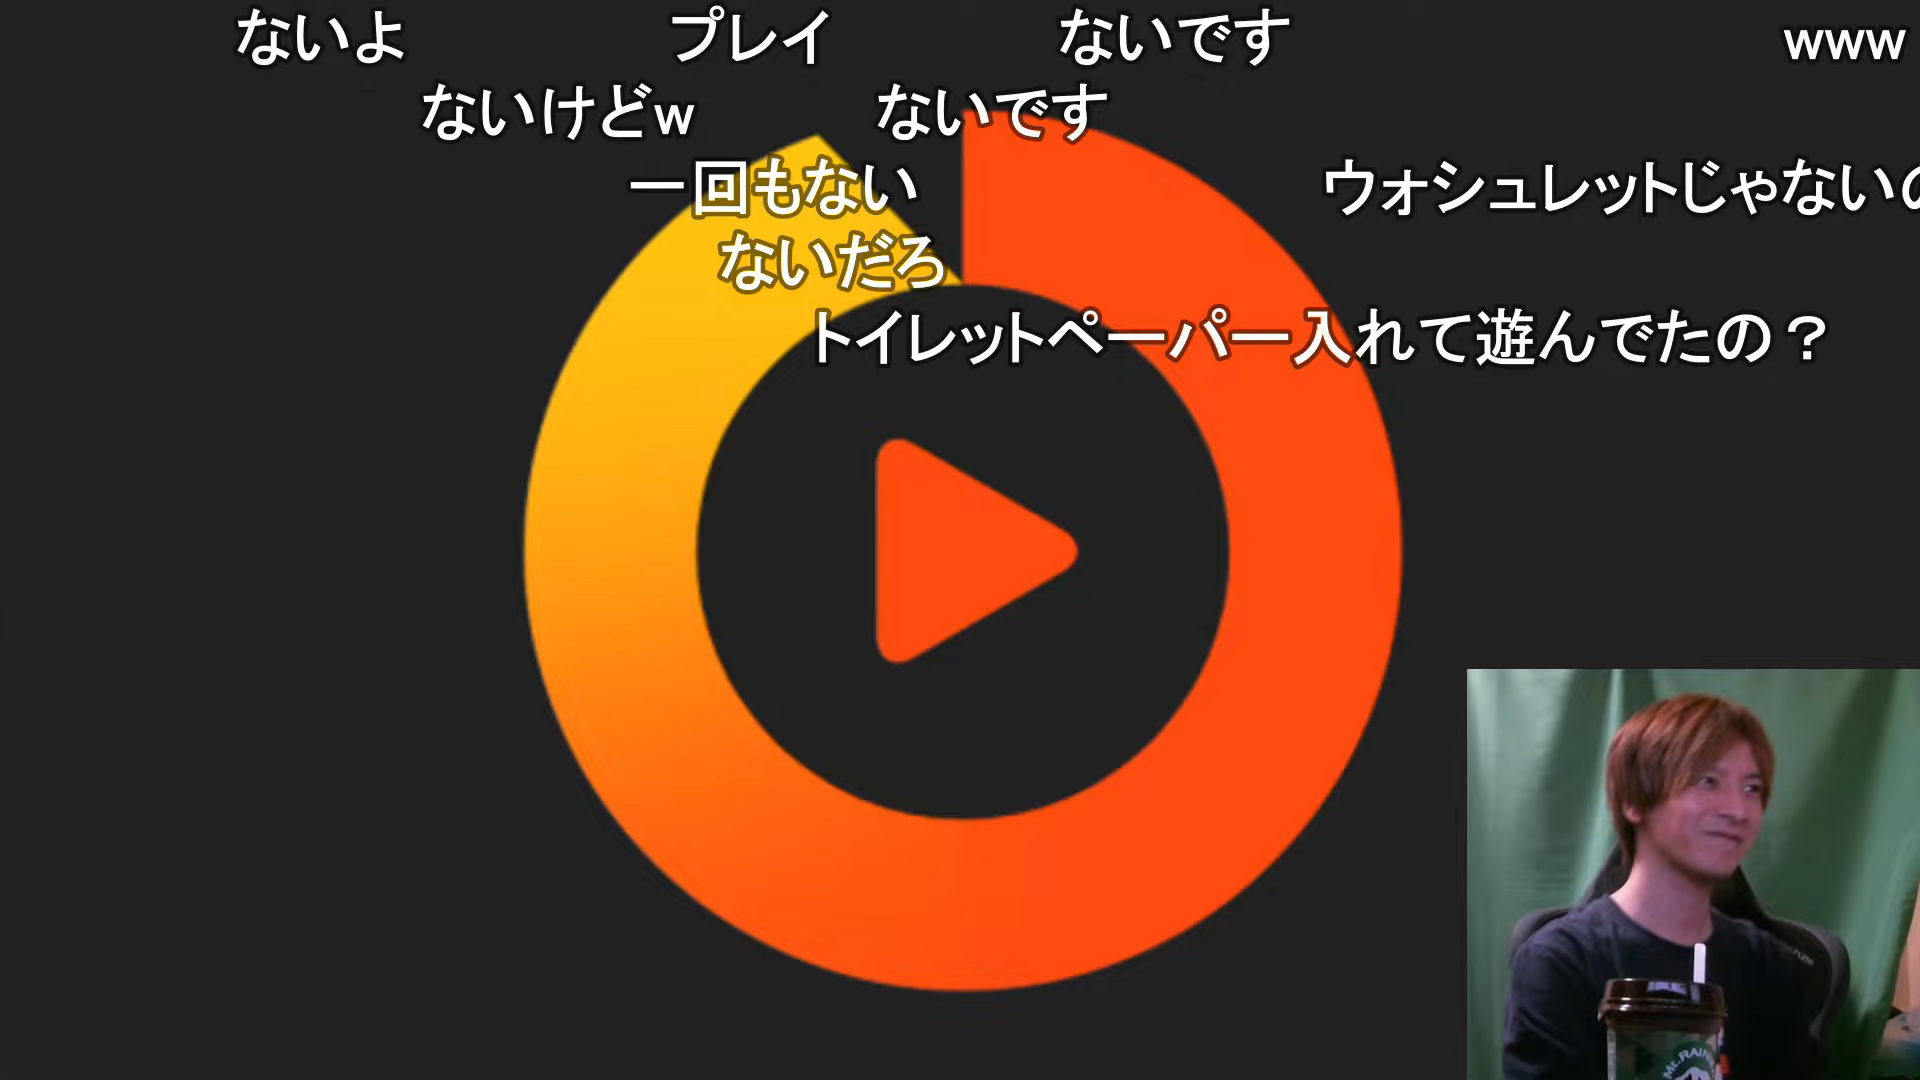 ないよ
プレイ
ないです
www
ないけどw
ないです
一回もない
ウォシュレットじゃない
ないだろ
トイレットペーパー入れて遊んでたの？
Mt.RAIN